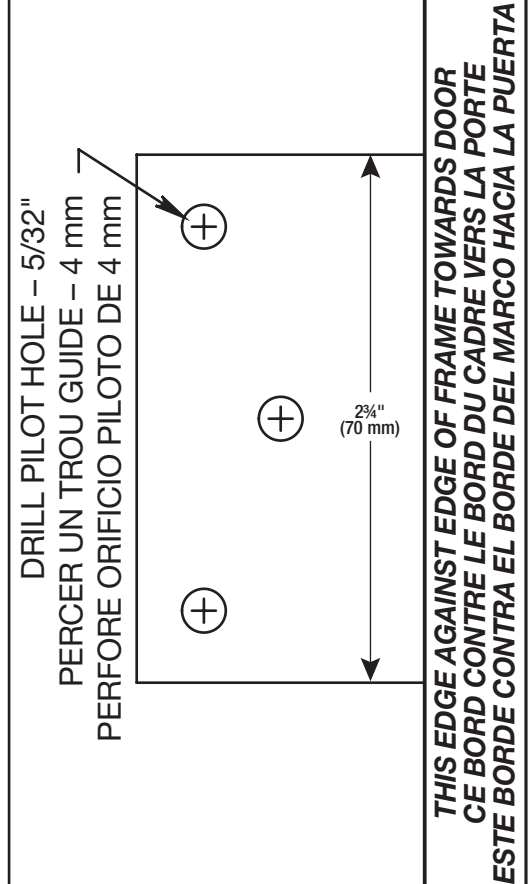 DRILL PILOT HOLE – 5/32"
PERCER UN TROU GUIDE – 4 mm
PERFORE ORIFICIO PILOTO DE 4 mm
2¾"
(70 mm)
THIS EDGE AGAINST EDGE OF FRAME TOWARDS DOOR
CE BORD CONTRE LE BORD DU CADRE VERS LA PORTE
ESTE BORDE CONTRA EL BORDE DEL MARCO HACIA LA PUERTA